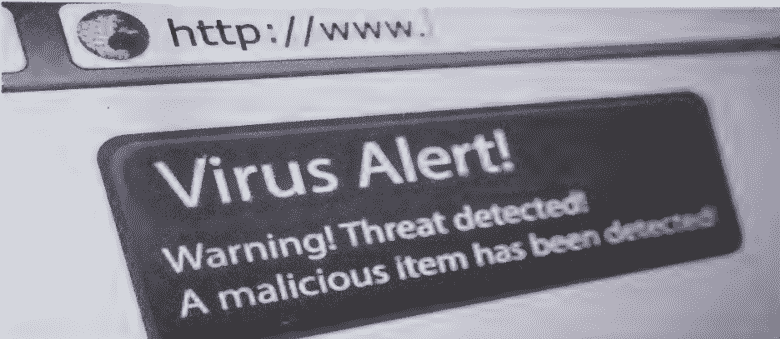 http://www.
Virus Alert!
Warning! Threat detected!
A malicious item has been detected!